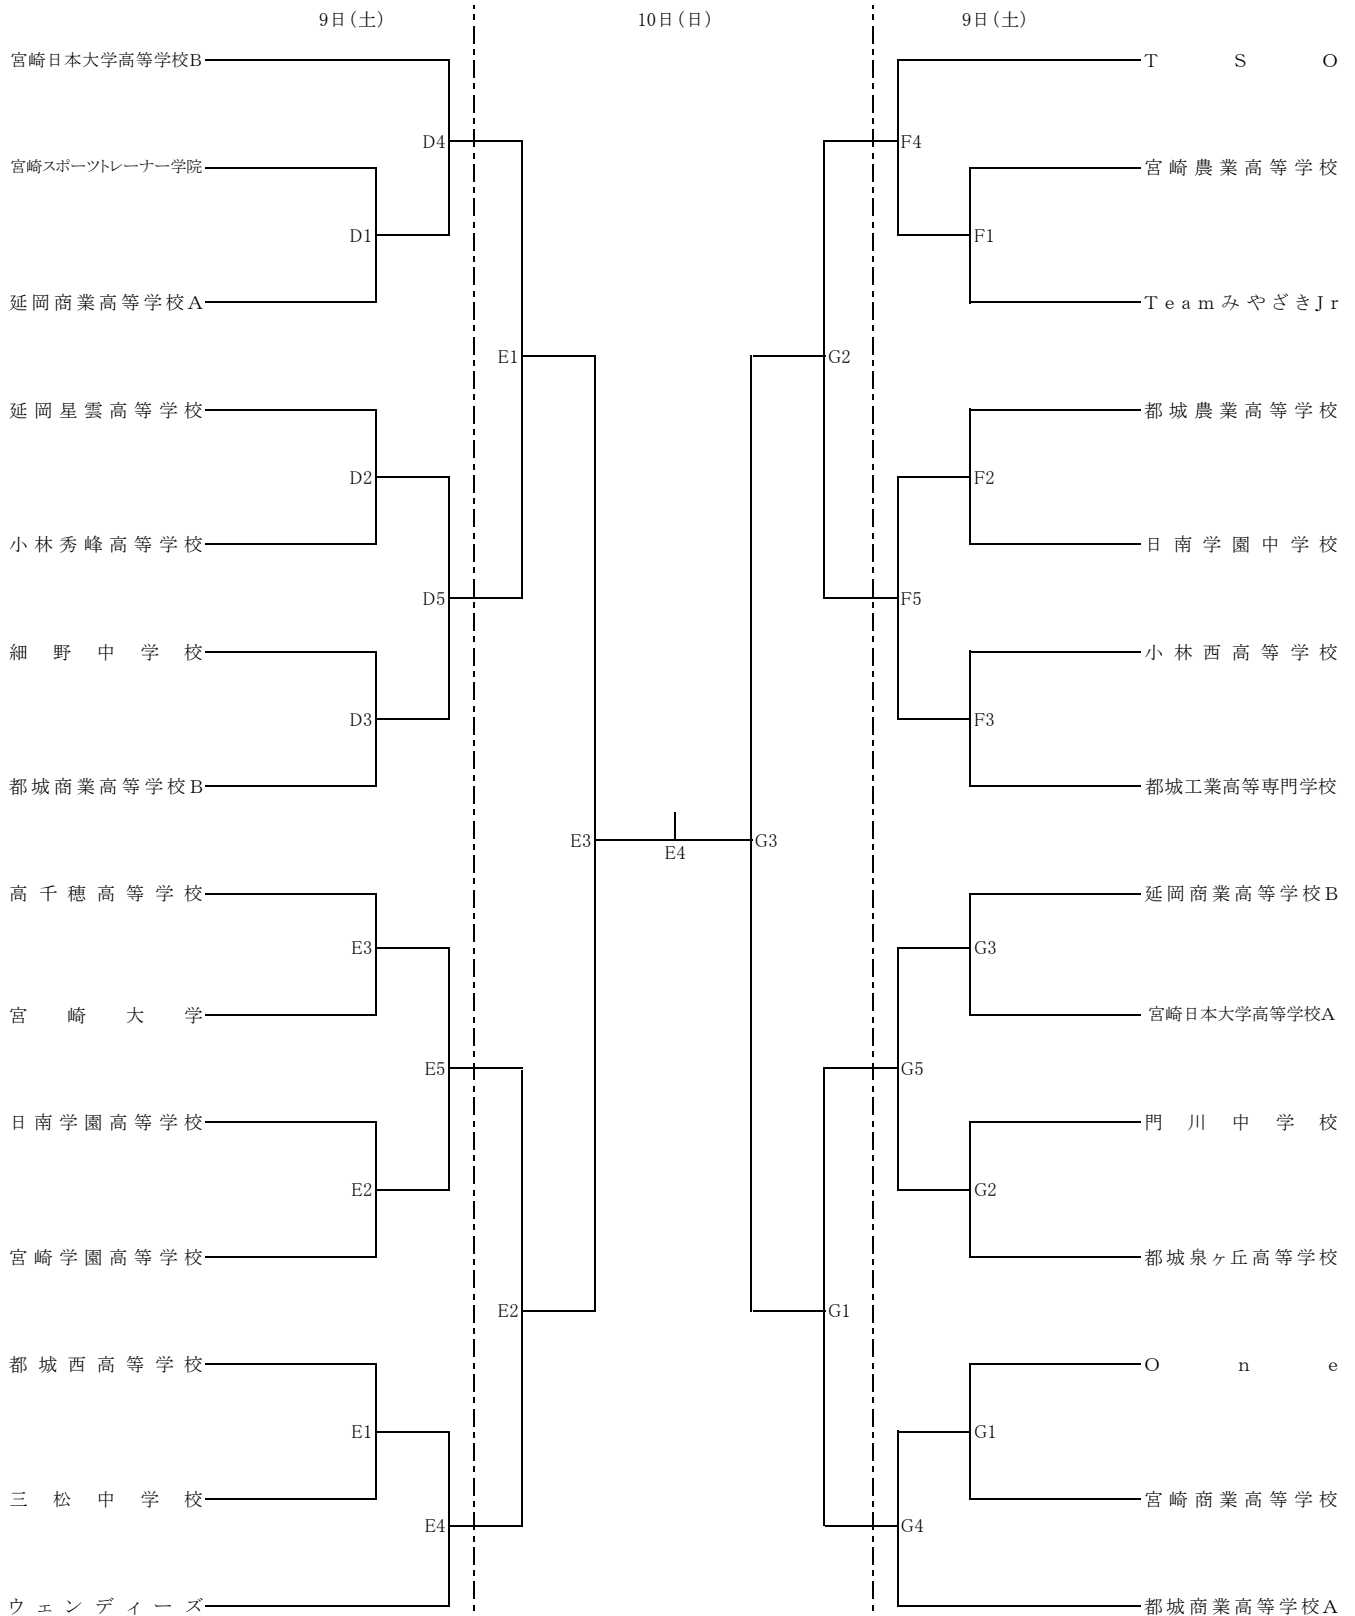 9日（土） 10日（日） 9日（土）
宮崎日本大学高等学校B TSO
D4 F4
宮崎スポーツトレーナー学院 宮崎農業高等学校
D1 F1
延岡商業高等学校A TeamみやざきJr
E1 G2
延岡星雲高等学校 都城農業高等学校
D2 F2
小林秀峰高等学校 日南学園中学校
D5 F5
細野中学校 小林西高等学校
D3 F3
都城商業高等学校B 都城工業高等専門学校
E3 G3
E4
高千穂高等学校 延岡商業高等学校B
E3 G3
宮崎大学 宮崎日本大学高等学校A
E5 G5
日南学園高等学校 門川中学校
E2 G2
宮崎学園高等学校 都城泉ヶ丘高等学校
E2 G1
都城西高等学校 One
E1 G1
三松中学校 宮崎商業高等学校
E4 G4
ウェンディーズ 都城商業高等学校A